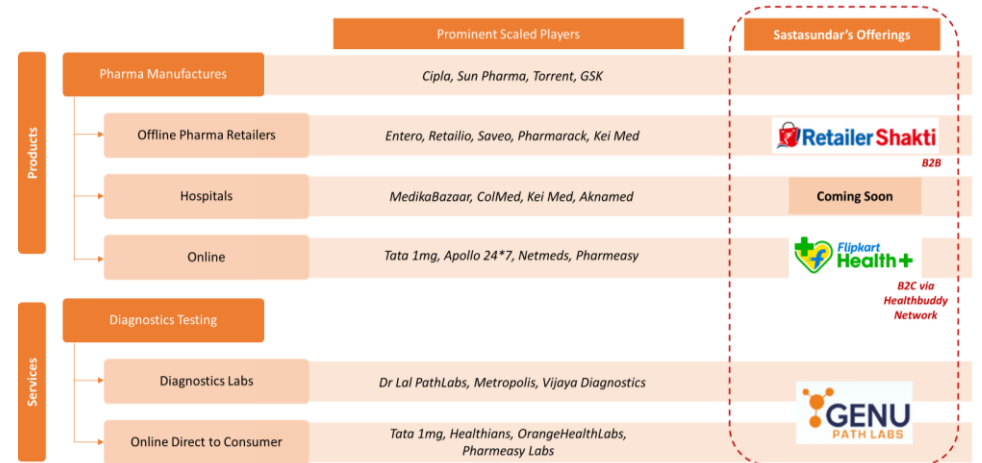 Prominent Scaled Players
Sastasundar's Offerings
Products
Pharma Manufactures
Cipla, Sun Pharma, Torrent, GSK
Offline Pharma Retailers
Entero, Retailio, Saveo, Pharmarack, Kei Med
Retailer Shakti
B2B
Hospitals
MedikaBazaar, ColMed, Kei Med, Aknamed
Coming Soon
Online
Tata 1mg, Apollo 24*7, Netmeds, Pharmeasy
Flipkart
Health+
B2C via
Healthbuddy
Network
Services
Diagnostics Testing
Diagnostics Labs
Dr Lal PathLabs, Metropolis, Vijaya Diagnostics
GENU
PATH LABS
Online Direct to Consumer
Tata 1mg, Healthians, OrangeHealthLabs,
Pharmeasy Labs